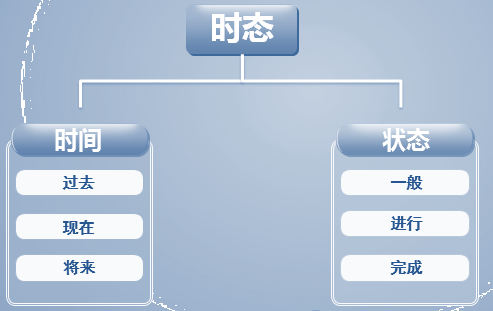 时态
时间
过去
现在
将来
状态
一般
进行
完成